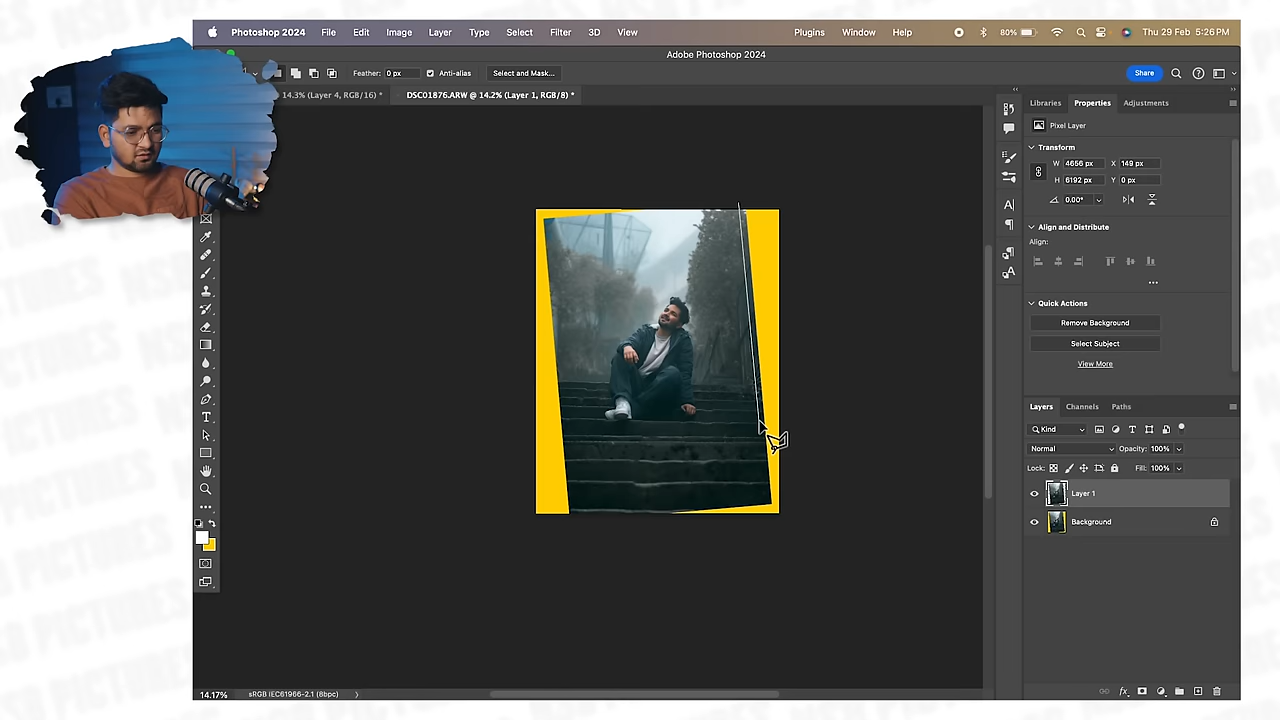 Photoshop 2024 File Edit Image Layer Type Select Filter 3D View Plugins Window Help 80% Thu 29 Feb 5:26 PM
Adobe Photoshop 2024
Feather: 0 px Anti-alias Select and Mask... Share
14.3% (Layer 4, RGB/16) * DSC01876.ARW @ 14.2% (Layer 1, RGB/8) *
Libraries Properties Adjustments
Pixel Layer
Transform
W 4656 px X 149 px
H 6192 px Y 0 px
0.00°
Align and Distribute
Align:
Quick Actions
Remove Background
Select Subject
View More
Layers Channels Paths
Kind
Normal Opacity: 100%
Lock: Fill: 100%
Layer 1
Background
14.17% sRGB IEC61966-2.1 (8bpc)
NSB PICTURES